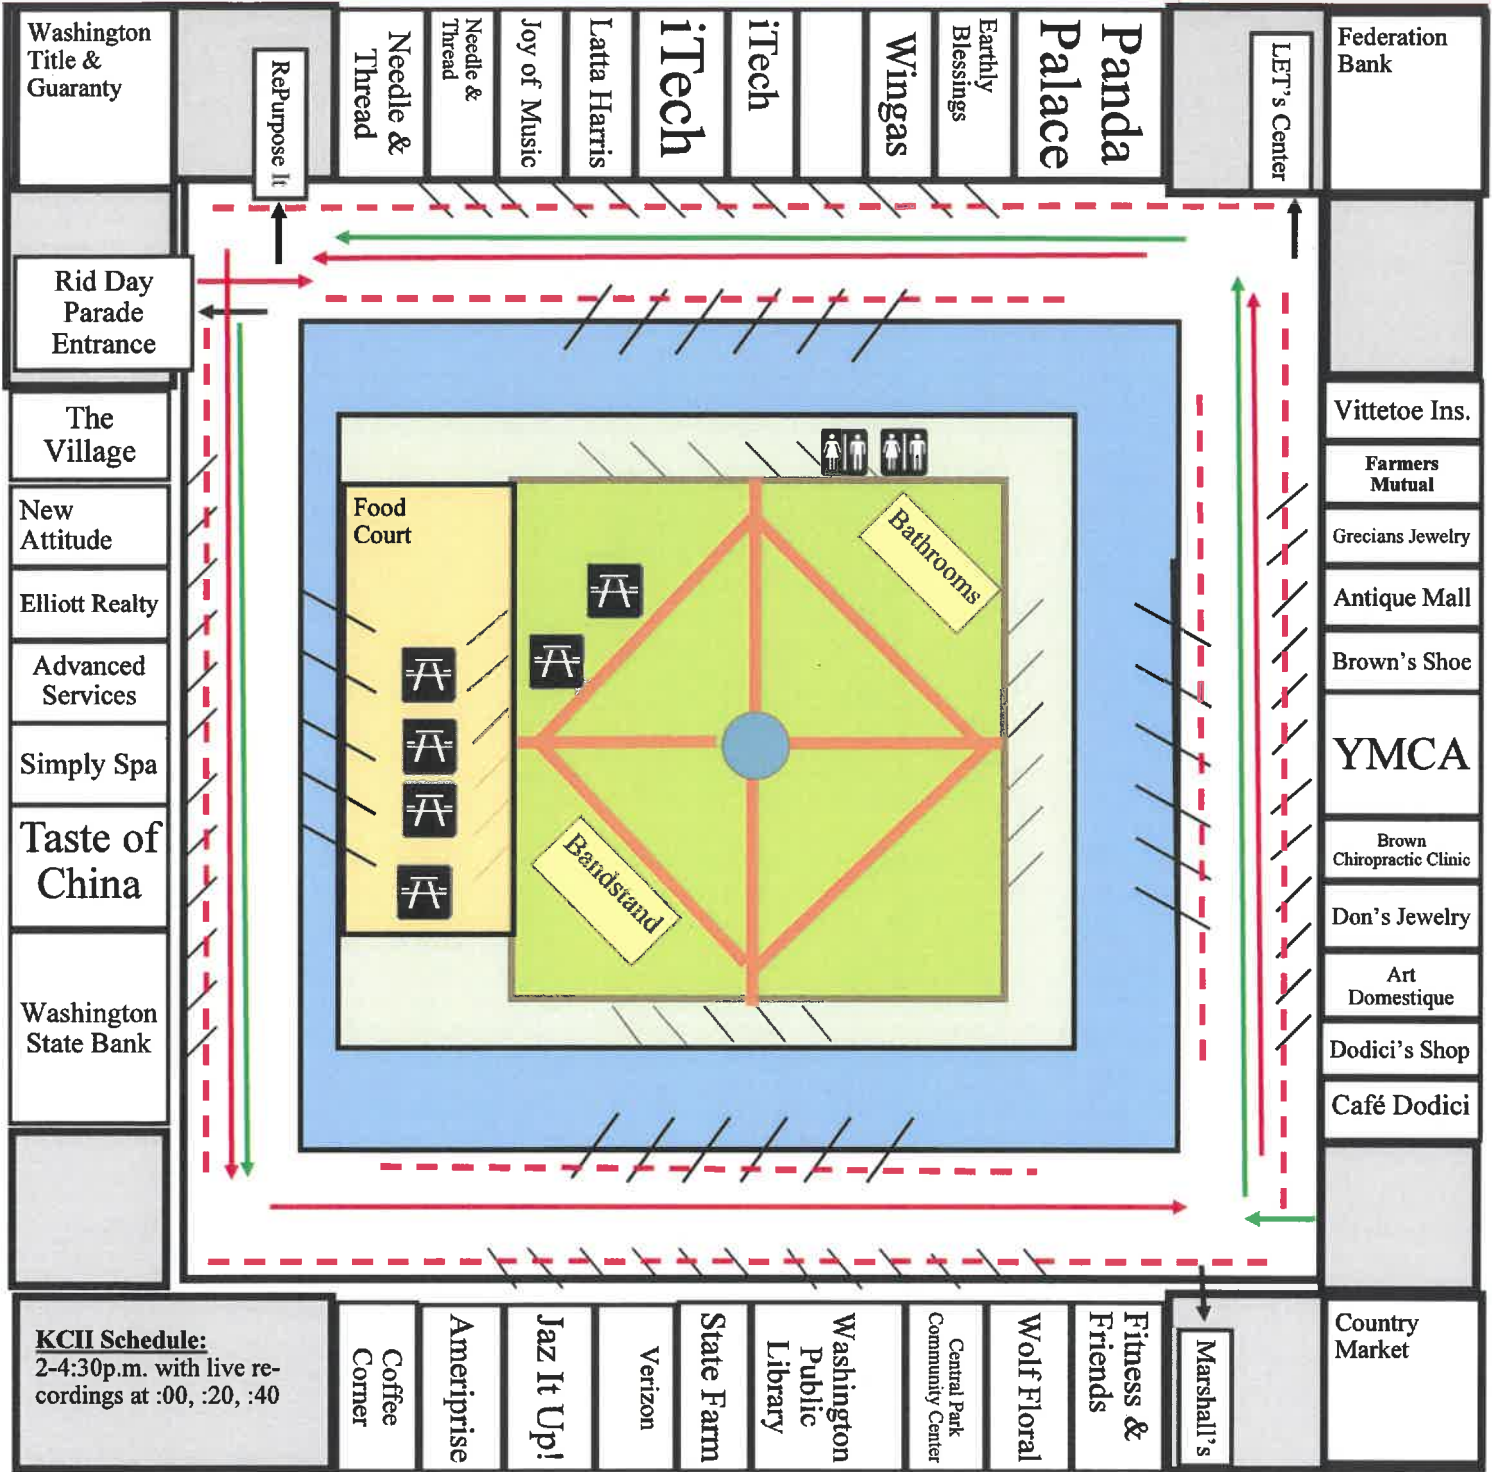 Washington
Title &
Guaranty
RePurpose It
Needle &
Thread
Needle &
Thread
Joy of Music
Latta Harris
iTech
iTech
Wingas
Earthly
Blessings
Panda
Palace
LET's Center
Federation
Bank
Rid Day
Parade
Entrance
The
Village
New
Attitude
Elliott Realty
Advanced
Services
Simply Spa
Taste of
China
Washington
State Bank
Food
Court
Bathrooms
Bandstand
Vittetoe Ins.
Farmers
Mutual
Grecians Jewelry
Antique Mall
Brown's Shoe
YMCA
Brown
Chiropractic Clinic
Don's Jewelry
Art
Domestique
Dodici's Shop
Café Dodici
KCII Schedule:
2-4:30p.m. with live re-
cordings at :00, :20, :40
Coffee
Corner
Ameriprise
Jaz It Up!
Verizon
State Farm
Washington
Public
Library
Central Park
Community Center
Wolf Floral
Fitness &
Friends
Marshall's
Country
Market